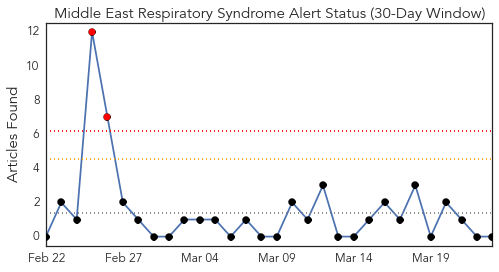 Middle East Respiratory Syndrome Alert Status (30-Day Window)
Articles Found
12
10
8
6
4
2
0
Feb 22 Feb 27 Mar 04 Mar 09 Mar 14 Mar 19